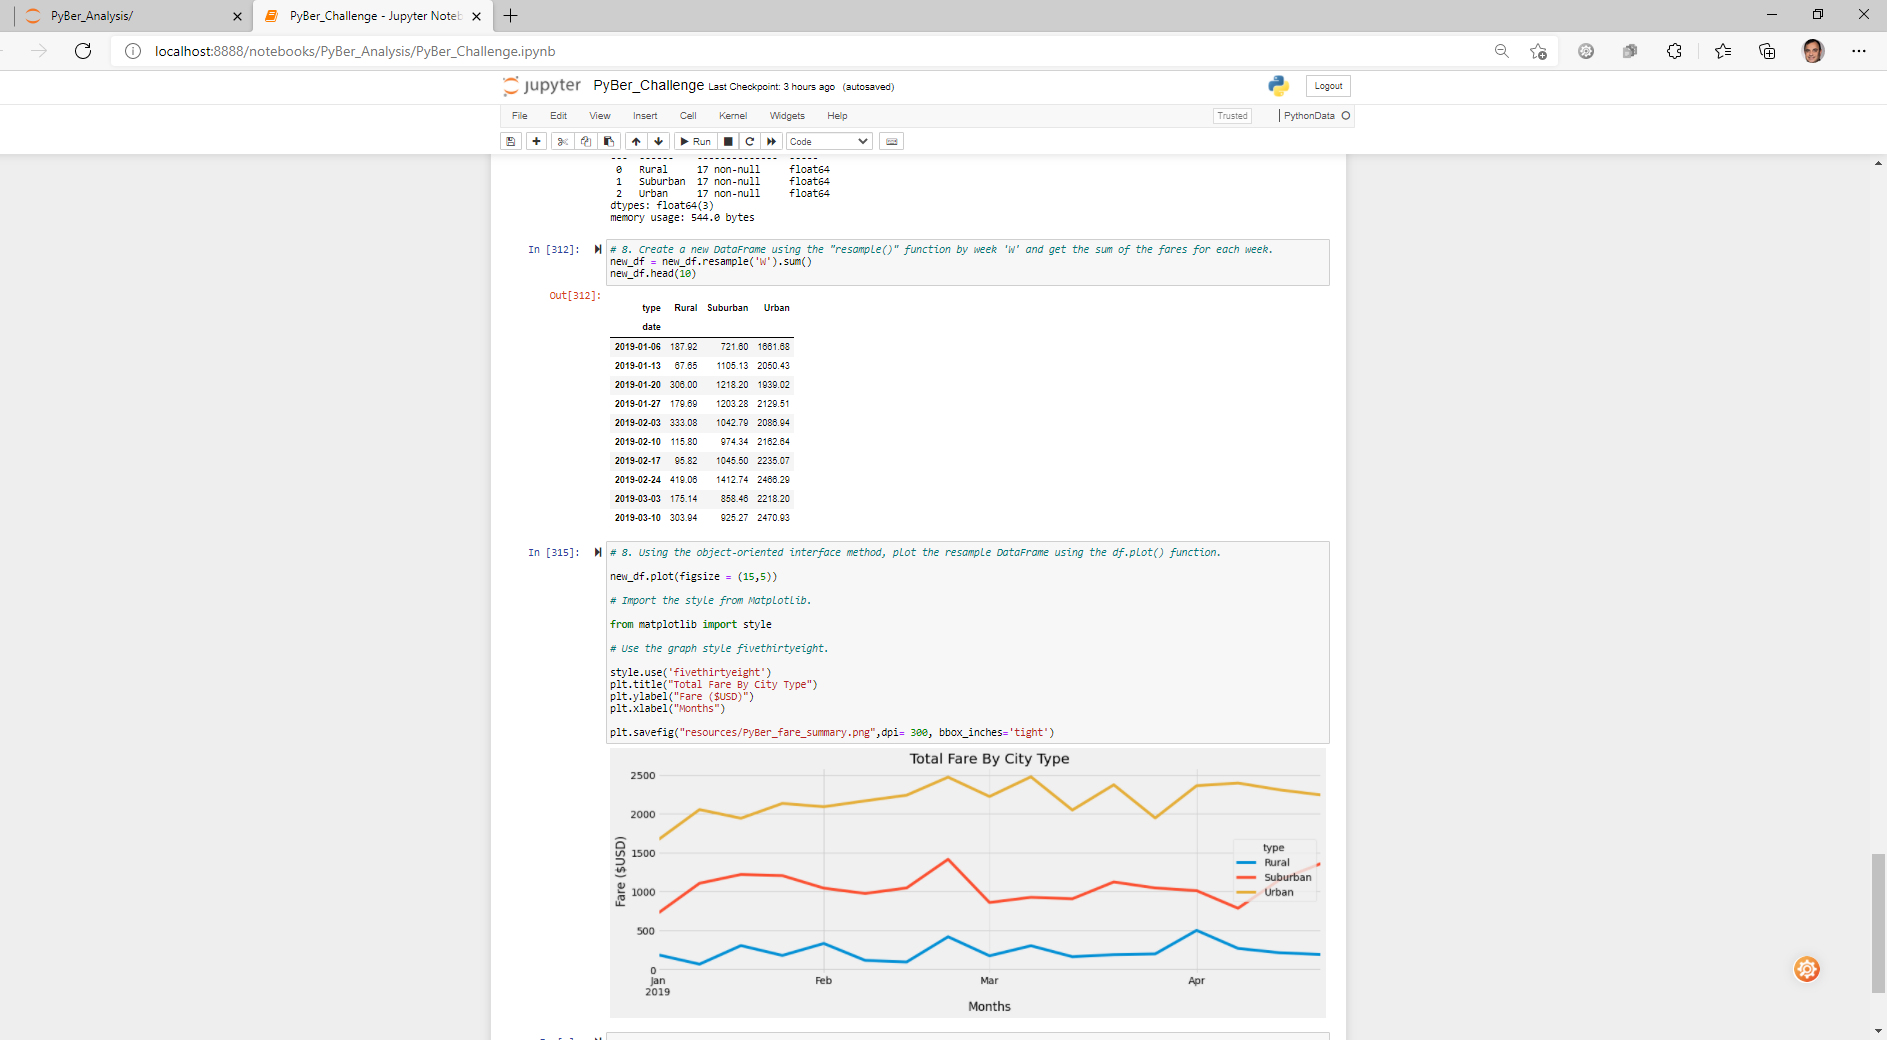 PyBer_Analysis/
PyBer_Challenge - Jupyter Noteb
localhost:8888/notebooks/PyBer_Analysis/PyBer_Challenge.ipynb
jupyter PyBer_Challenge Last Checkpoint: 3 hours ago (autosaved)
Logout
File Edit View Insert Cell Kernel Widgets Help
Trusted
PythonData
Run
Code
0 Rural 17 non-null float64
1 Suburban 17 non-null float64
2 Urban 17 non-null float64
dtypes: float64(3)
memory usage: 544.0 bytes
In [312]:
# 8. Create a new DataFrame using the "resample()" function by week 'W' and get the sum of the fares for each week.
new_df = new_df.resample('W').sum()
new_df.head(10)
Out[312]:
type Rural Suburban Urban
date
2019-01-06 187.92 721.60 1661.68
2019-01-13 67.65 1105.13 2050.43
2019-01-20 306.00 1218.20 1939.02
2019-01-27 179.69 1203.28 2129.51
2019-02-03 333.08 1042.79 2086.94
2019-02-10 115.80 974.34 2162.64
2019-02-17 95.82 1045.50 2235.07
2019-02-24 419.06 1412.74 2466.29
2019-03-03 175.14 858.46 2218.20
2019-03-10 303.94 925.27 2470.93
In [315]:
# 8. Using the object-oriented interface method, plot the resample DataFrame using the df.plot() function.
new_df.plot(figsize = (15,5))
# Import the style from Matplotlib.
from matplotlib import style
# Use the graph style fivethirtyeight.
style.use('fivethirtyeight')
plt.title("Total Fare By City Type")
plt.ylabel("Fare ($USD)")
plt.xlabel("Months")
plt.savefig("resources/PyBer_fare_summary.png",dpi= 300, bbox_inches='tight')
Total Fare By City Type
2500
2000
1500
1000
500
0
Fare ($USD)
type
Rural
Suburban
Urban
Jan Feb Mar Apr
2019
Months